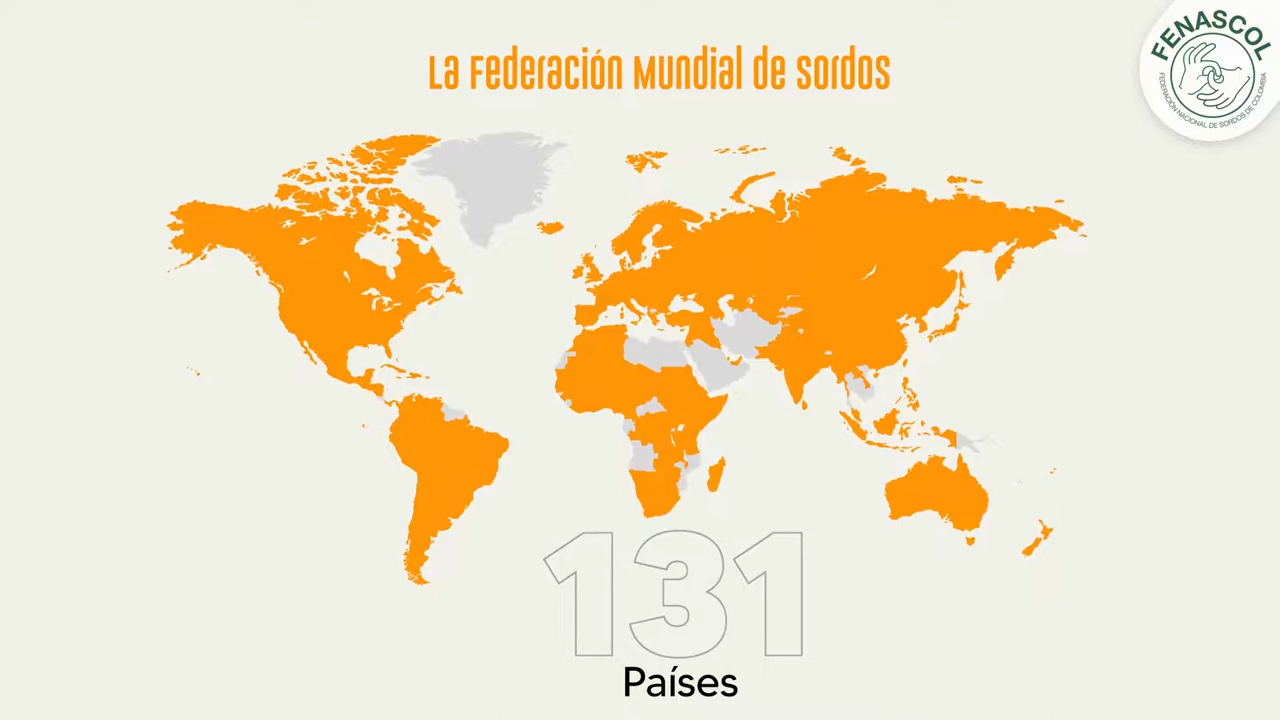 La Federación Mundial de Sordos
FENASCOL
FEDERACIÓN NACIONAL DE SORDOS DE COLOMBIA
131
Países